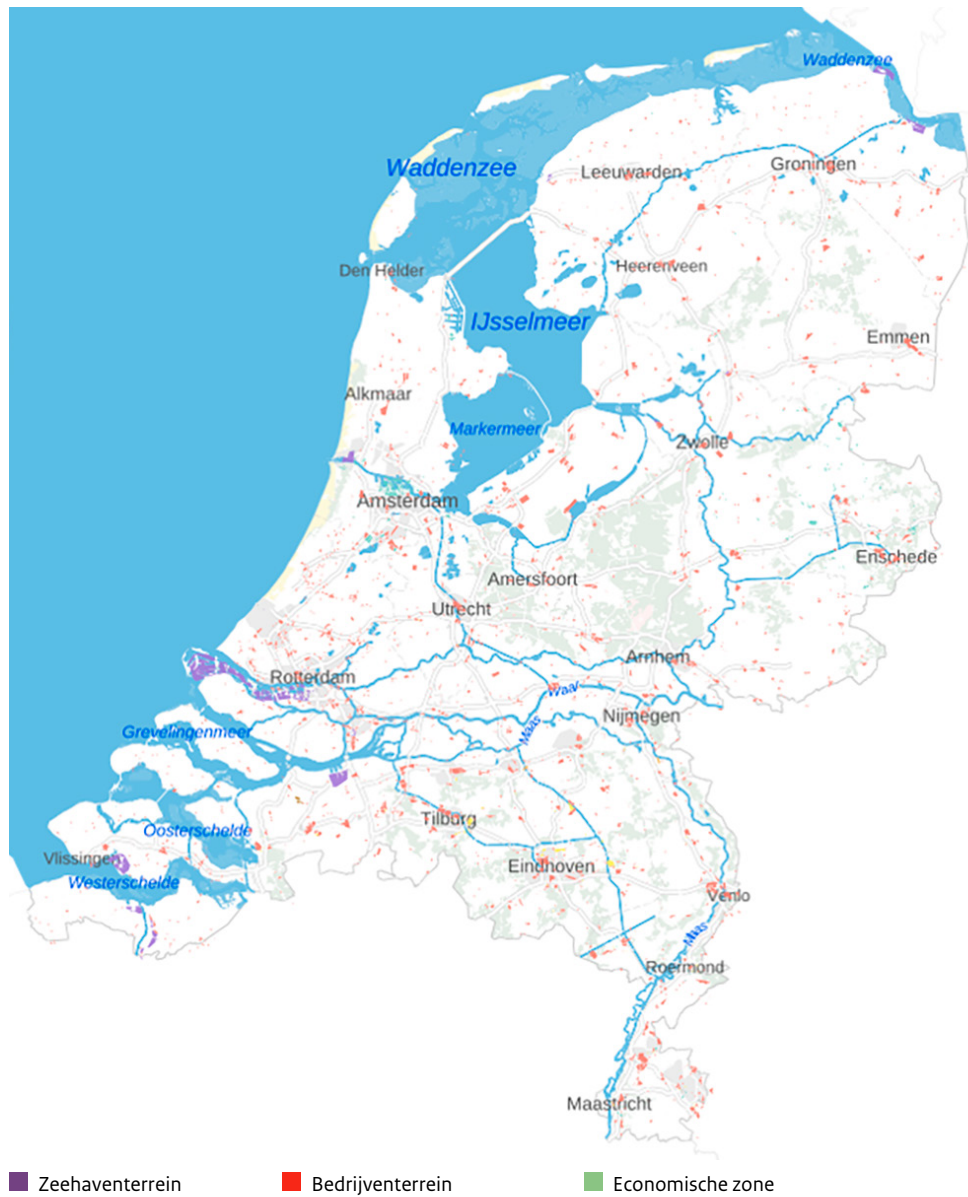 Waddenzee
Waddenzee
Leeuwarden
Groningen
Den Helder
Heerenveen
IJsselmeer
Emmen
Alkmaar
Markermeer
Zwolle
Amsterdam
Enschede
Amersfoort
Utrecht
Arnhem
Rotterdam
Waal
Nijmegen
Maas
Grevelingenmeer
Tilburg
Oosterschelde
Vlissingen
Eindhoven
Westerschelde
Venlo
Maas
Roermond
Maastricht
Zeehaventerrein Bedrijventerrein Economische zone